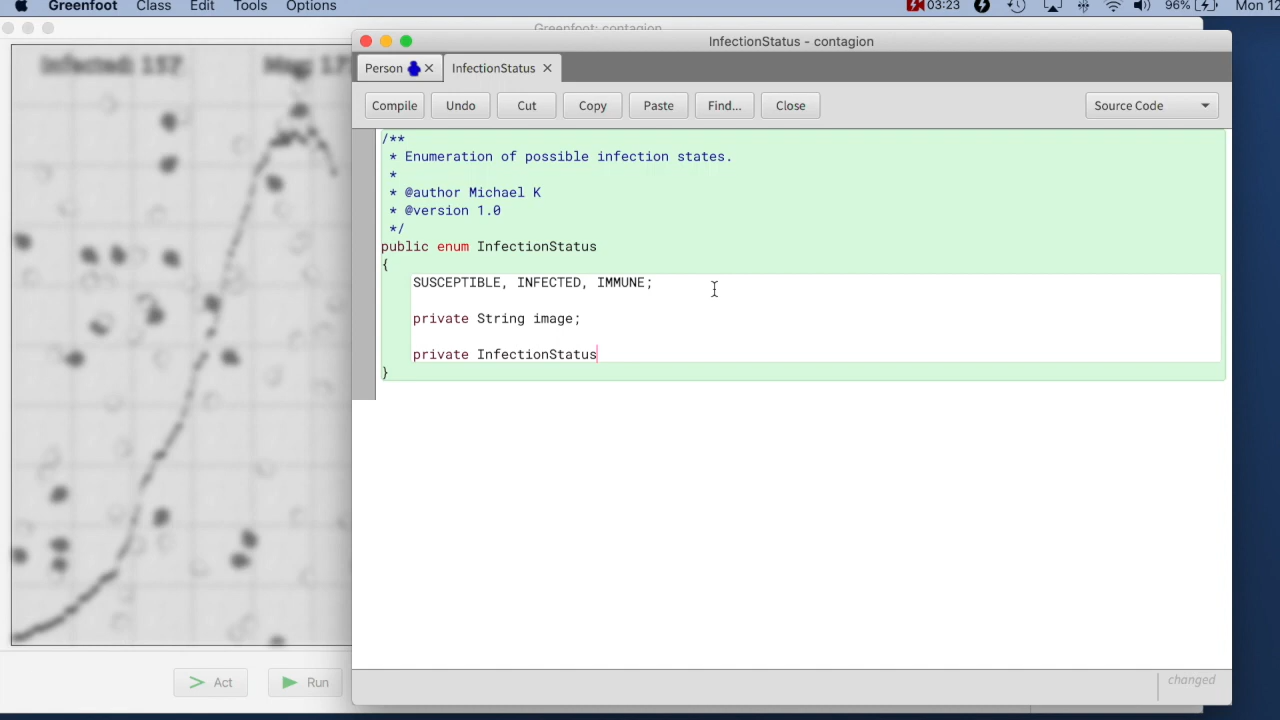 Greenfoot Class Edit Tools Options 03:23 96% Mon 12
Greenfoot: contagion
Infected: 157
InfectionStatus - contagion
Person InfectionStatus
Compile Undo Cut Copy Paste Find... Close Source Code
/**
* Enumeration of possible infection states.
*
* @author Michael K
* @version 1.0
*/
public enum InfectionStatus
{
SUSCEPTIBLE, INFECTED, IMMUNE;
private String image;
private InfectionStatus
}
Act Run
changed